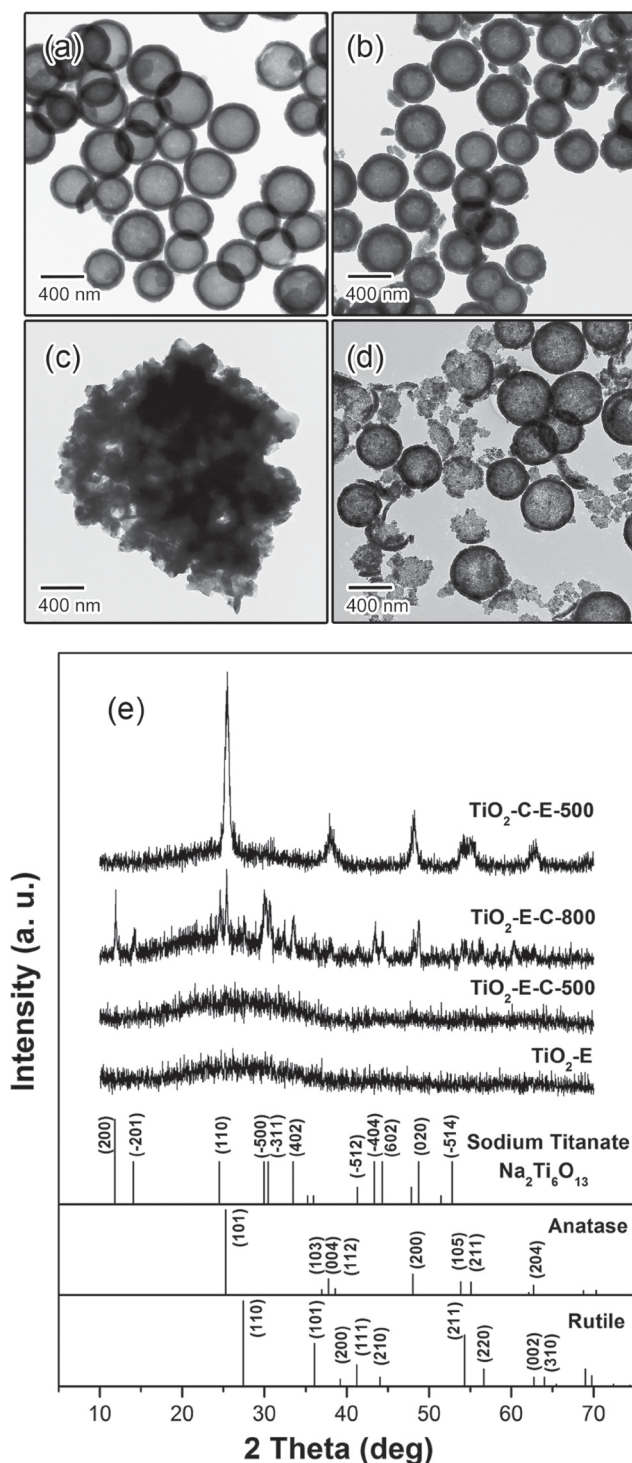 (a)
400 nm
(b)
400 nm
(c)
400 nm
(d)
400 nm
(e)
TiO2-C-E-500
TiO2-E-C-800
TiO2-E-C-500
TiO2-E
Sodium Titanate
Na2Ti6O13
(200)
(-201)
(110)
(-500)
(-311)
(402)
(-512)
(-404)
(602)
(020)
(-514)
Anatase
(101)
(103)
(004)
(112)
(200)
(105)
(211)
(204)
Rutile
(110)
(101)
(200)
(111)
(210)
(211)
(220)
(002)
(310)
10 20 30 40 50 60 70
2 Theta (deg)
Intensity (a. u.)